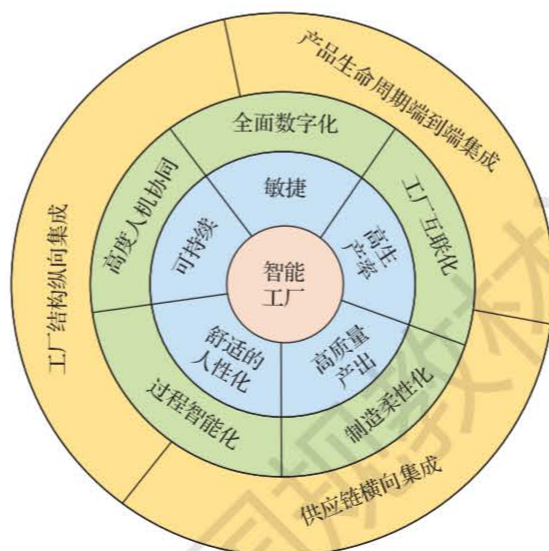 产品生命周期端到端集成
工厂结构纵向集成
供应链横向集成
全面数字化
工厂互联化
制造柔性化
过程智能化
高度人机协同
敏捷
高生
产率
高质量
产出
舒适的
人性化
可持续
智能
工厂
规教材